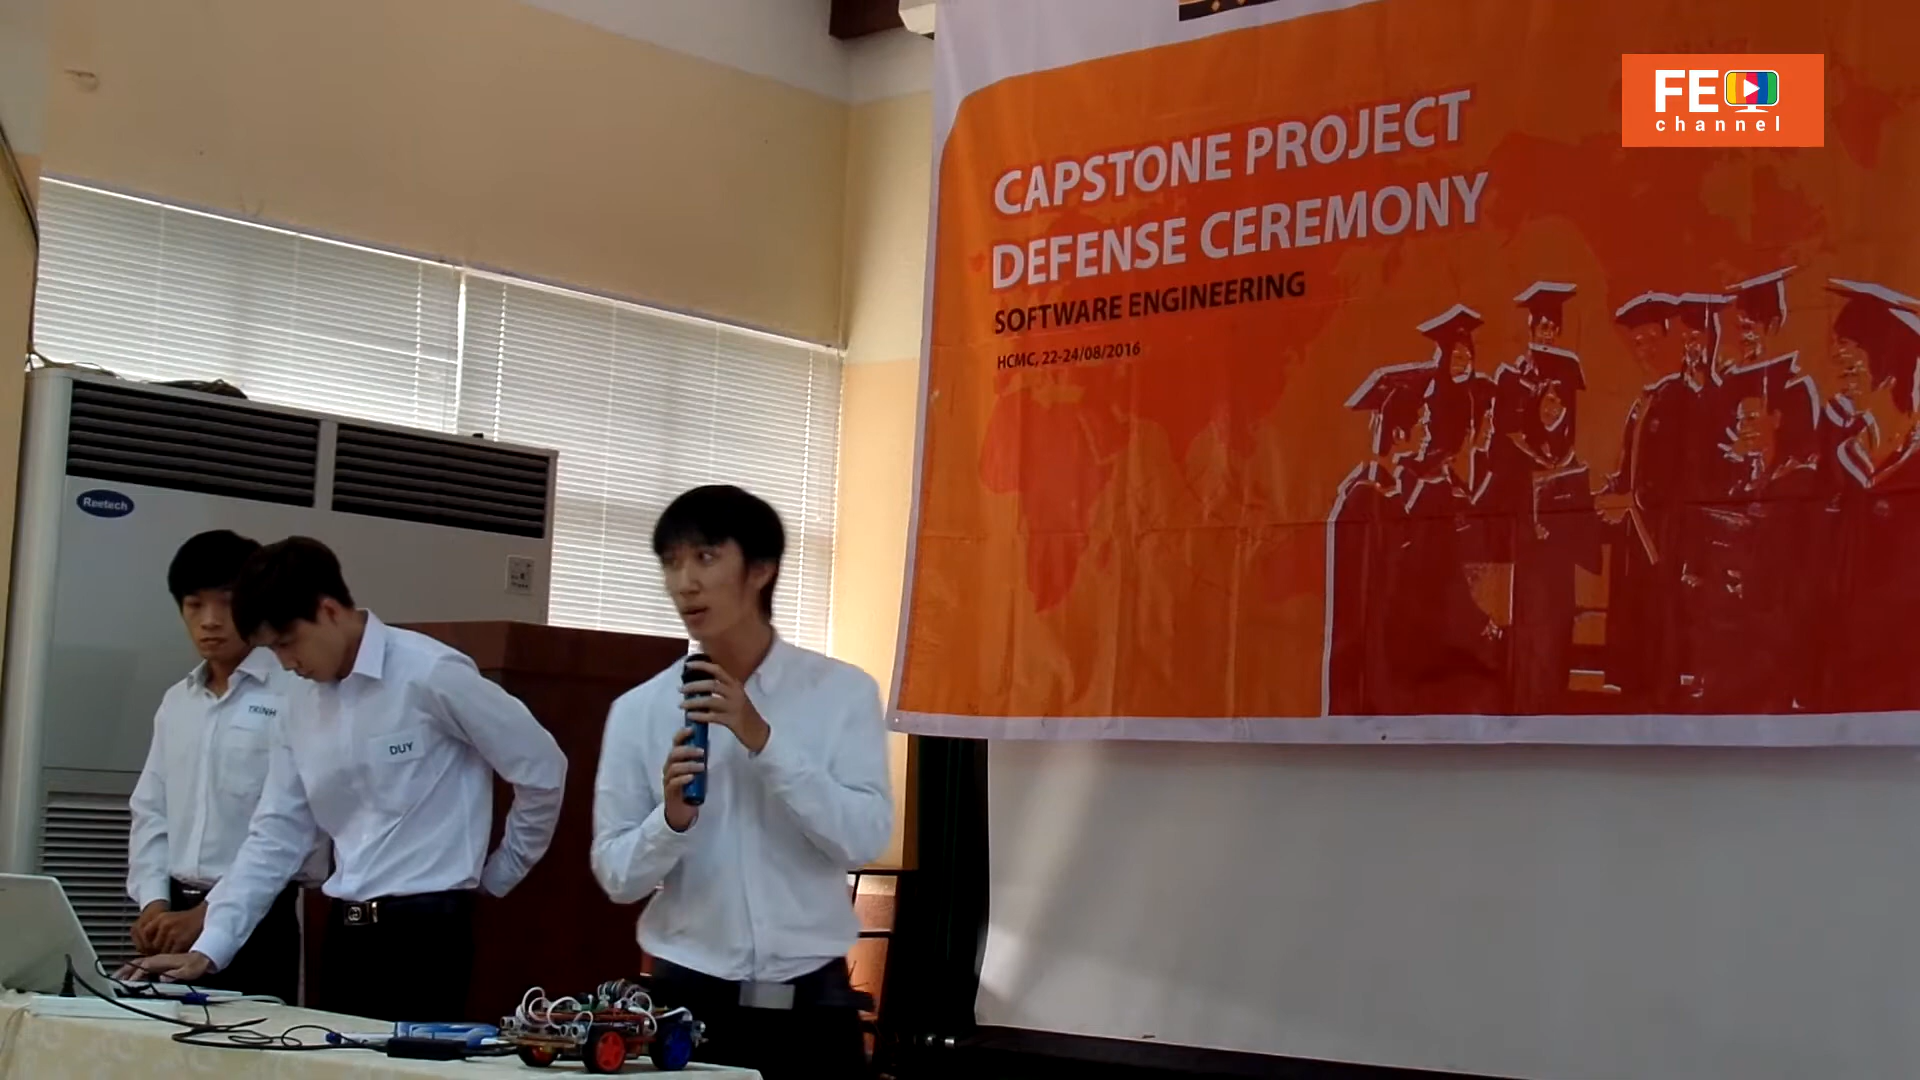 CAPSTONE PROJECT
DEFENSE CEREMONY
SOFTWARE ENGINEERING
HCMC, 22-24/08/2016
FE
channel
Reetech
TRINH
DUY